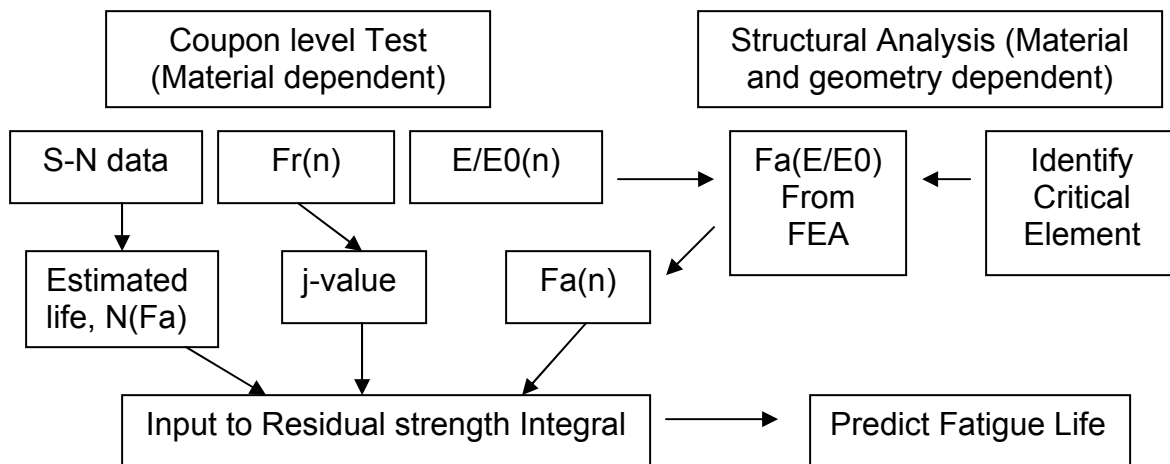 Coupon level Test
(Material dependent)
Structural Analysis (Material
and geometry dependent)
S-N data
Fr(n)
E/E0(n)
Fa(E/E0)
From
FEA
Identify
Critical
Element
Estimated
life, N(Fa)
j-value
Fa(n)
Input to Residual strength Integral
Predict Fatigue Life